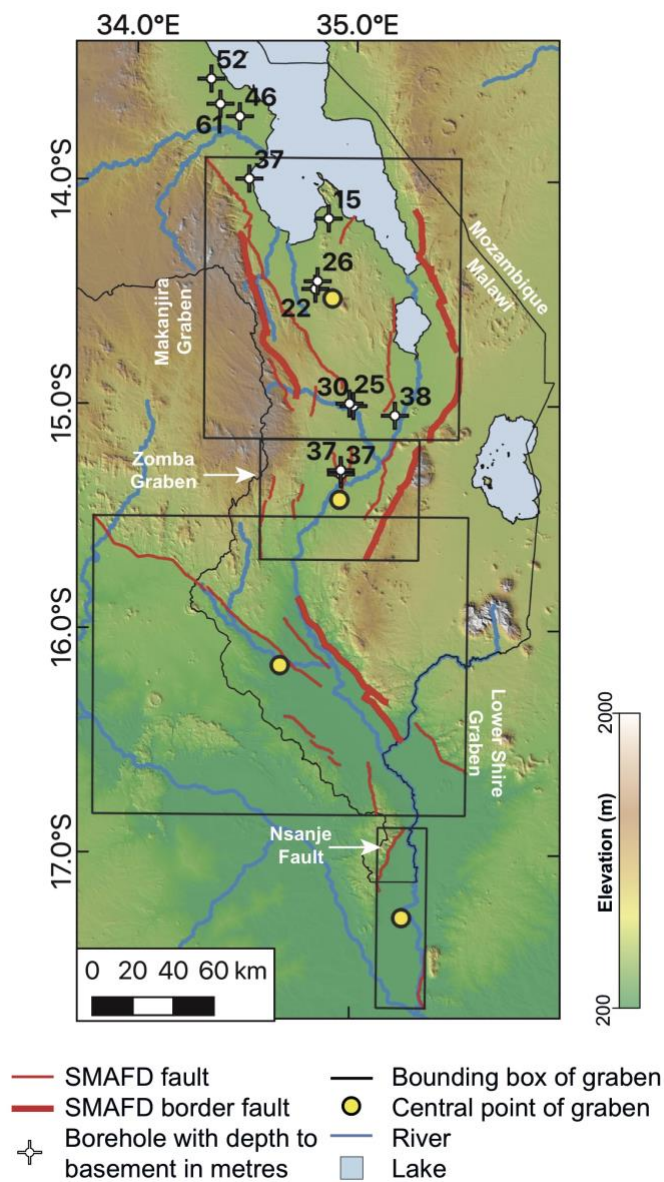 34.0°E 35.0°E
52
46
61
37
14.0°S
15
Mozambique
Malawi
26
22
Makanjira
Graben
15.0°S
30 25
38
37 37
Zomba
Graben
16.0°S
Lower Shire
Graben
2000
Elevation (m)
200
17.0°S
Nsanje
Fault
0 20 40 60 km
SMAFD fault
SMAFD border fault
Borehole with depth to
basement in metres
Bounding box of graben
Central point of graben
River
Lake